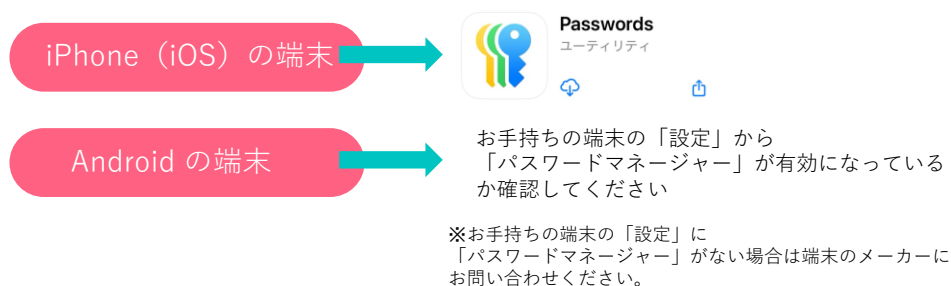 iPhone（iOS）の端末
Passwords
ユーティリティ
Android の端末
お手持ちの端末の「設定」から
「パスワードマネージャー」が有効になっている
か確認してください
※お手持ちの端末の「設定」に
「パスワードマネージャー」がない場合は端末のメーカーに
お問い合わせください。